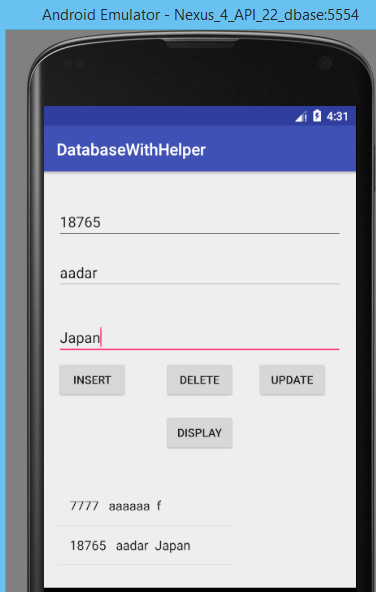 Android Emulator - Nexus_4_API_22_dbase:5554
4:31
DatabaseWithHelper
18765
aadar
Japan
INSERT DELETE UPDATE
DISPLAY
7777 aaaaaa f
18765 aadar Japan